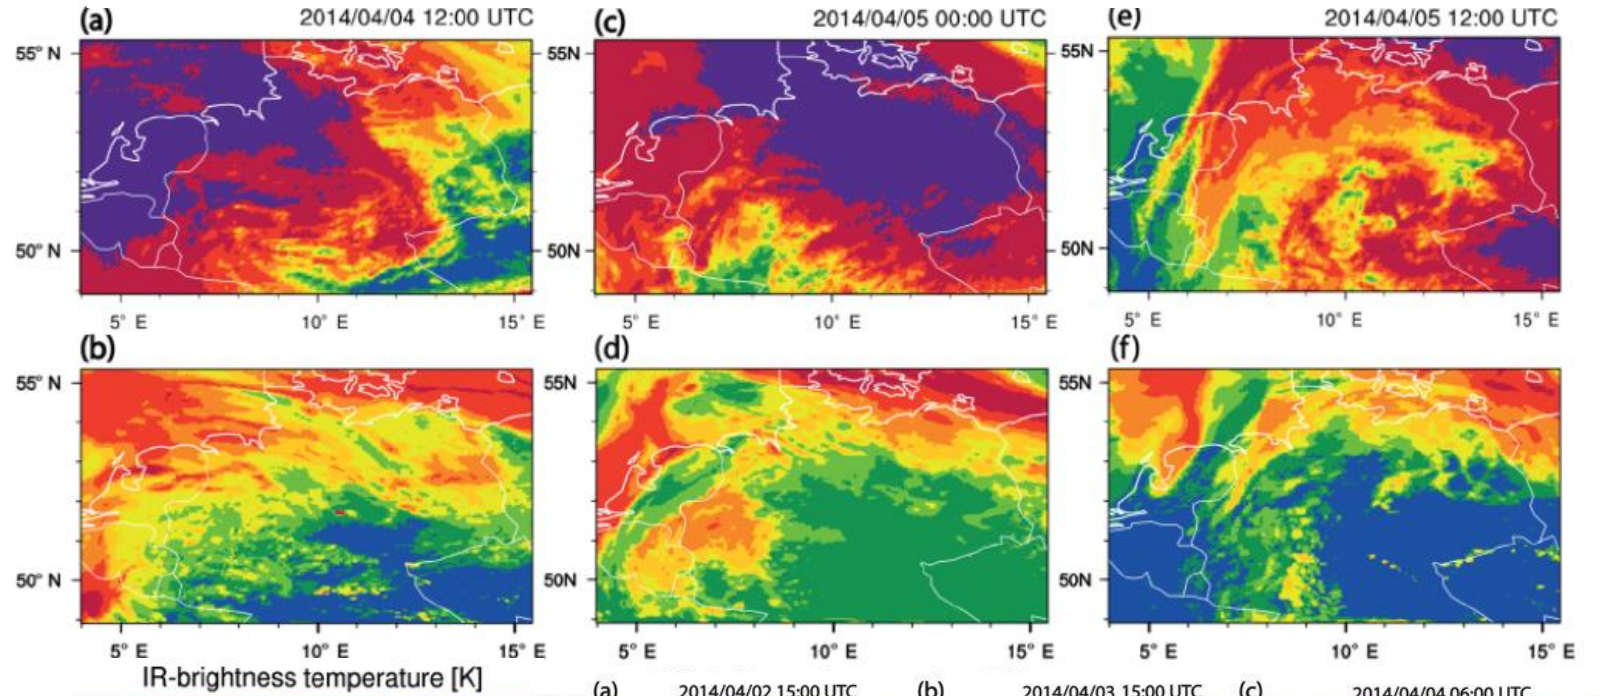 (a) 2014/04/04 12:00 UTC (c) 2014/04/05 00:00 UTC (e) 2014/04/05 12:00 UTC
55° N 55N 55N
50° N 50N 50N
5° E 10° E 15° E 5° E 10° E 15° E 5° E 10° E 15° E
(b) (d) (f)
55° N 55N 55N
50° N 50N 50N
5° E 10° E 15° E 5° E 10° E 15° E 5° E 10° E 15° E
IR-brightness temperature [K]
(a) 2014/04/02 15:00 UTC (b) 2014/04/03 15:00 UTC (c) 2014/04/04 06:00 UTC